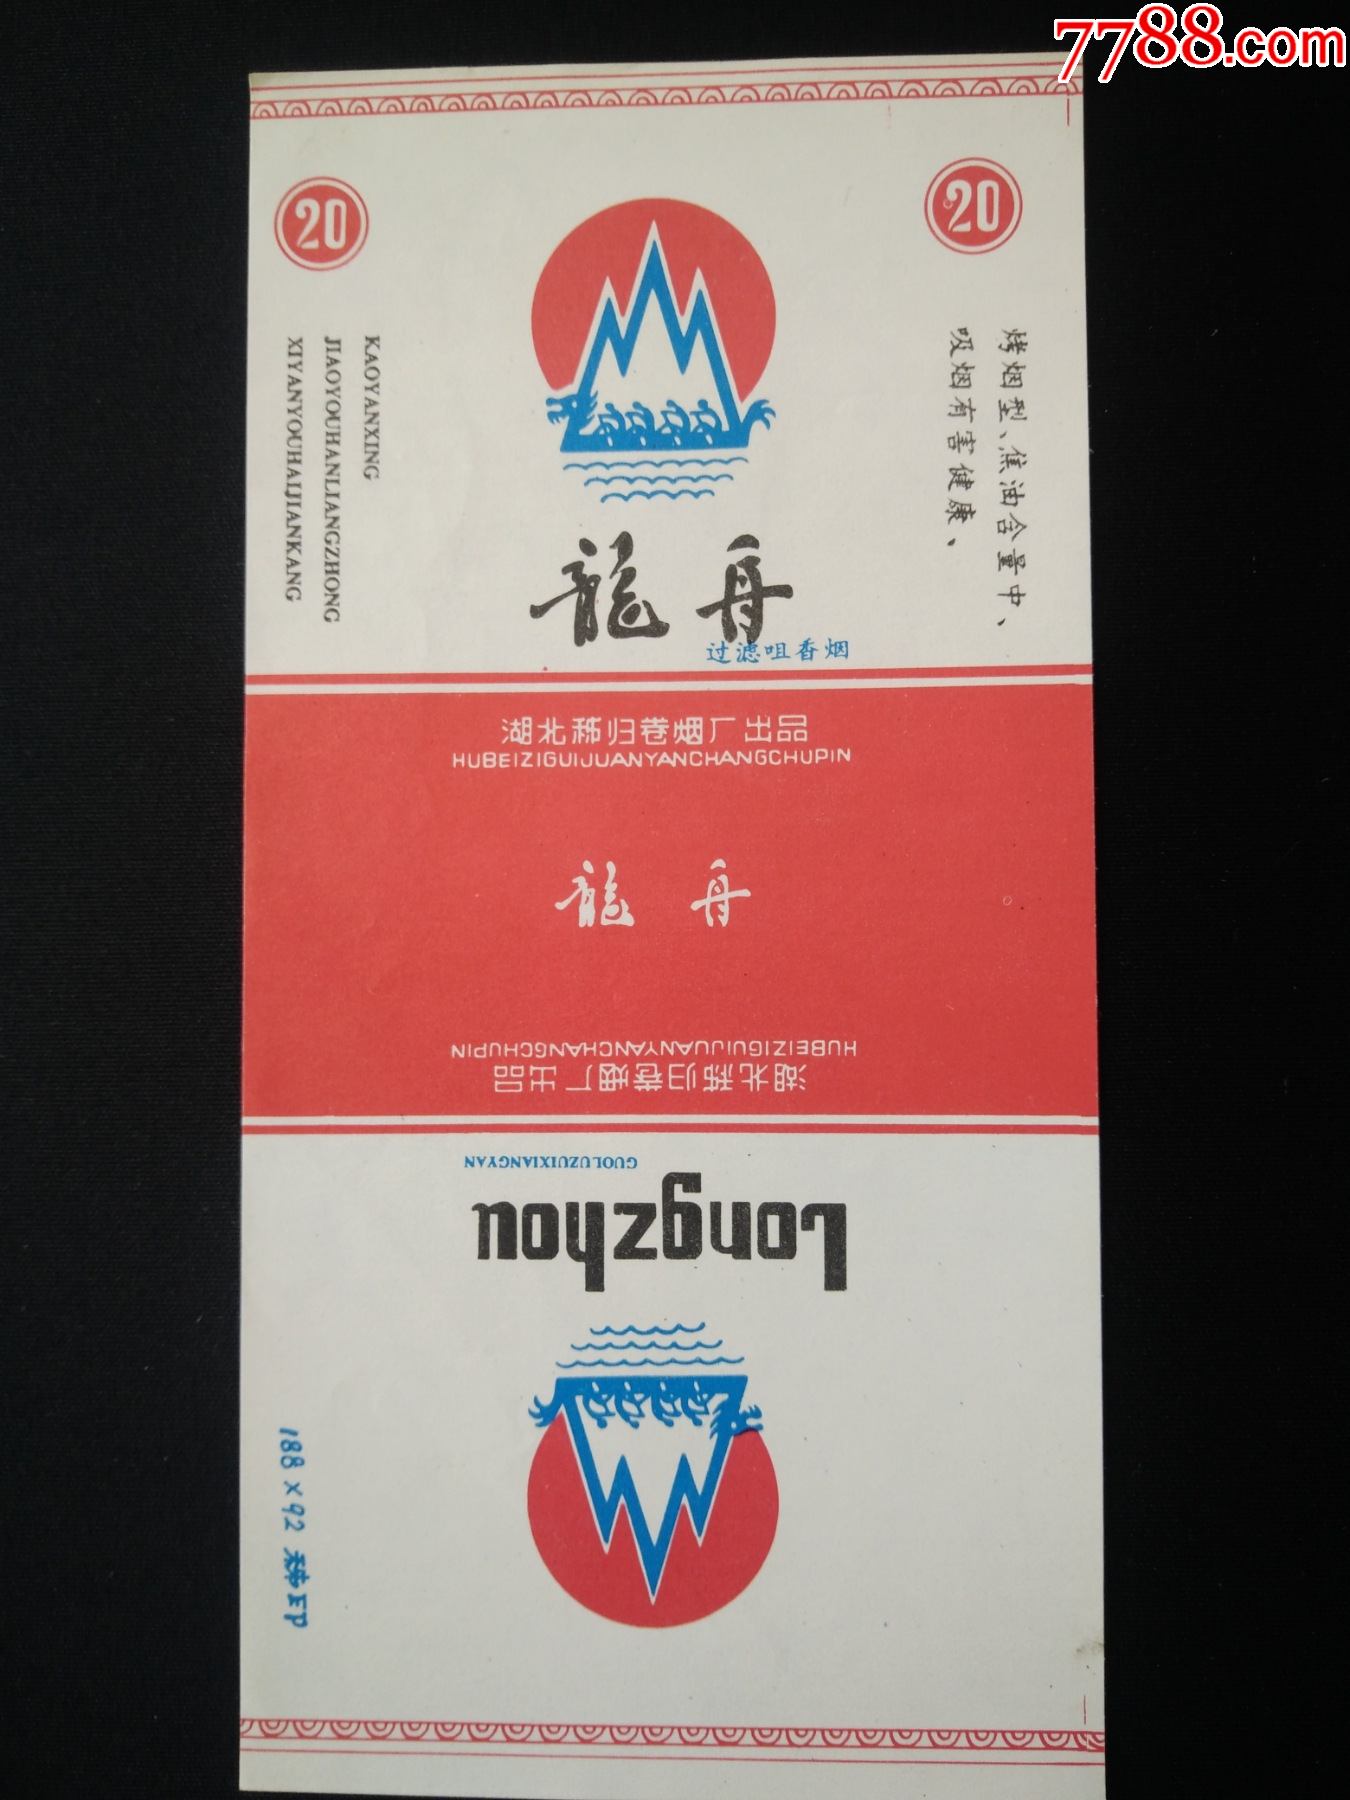 7788.com
20
20
烤烟型、焦油含量中、
吸烟有害健康、
KAOYANXING
JIAOYOUHANLIANGZHONG
XIYANYOUHAIJIANKANG
龍舟
过滤咀香烟
湖北秭归卷烟厂出品
HUBEIZIGUIJUANYANCHANGCHUPIN
龍舟
湖北秭归卷烟厂出品
HUBEIZIGUIJUANYANCHANGCHUPIN
Longzhou
GUOLUZUIXIANGYAN
188×92